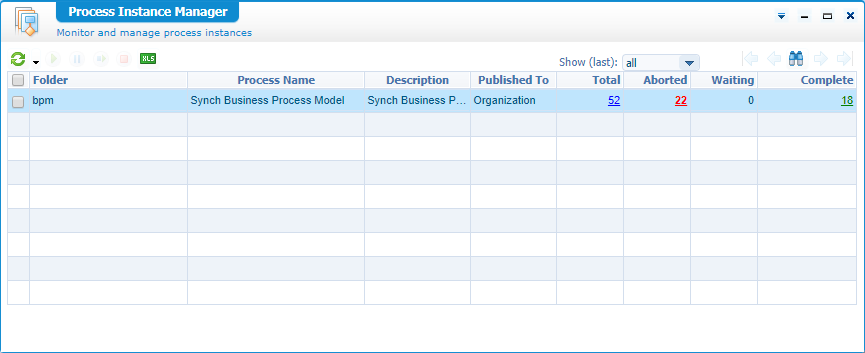 Process Instance Manager
Monitor and manage process instances
XLS
Show (last): all
Folder Process Name Description Published To Total Aborted Waiting Complete
bpm Synch Business Process Model Synch Business P... Organization 52 22 0 18